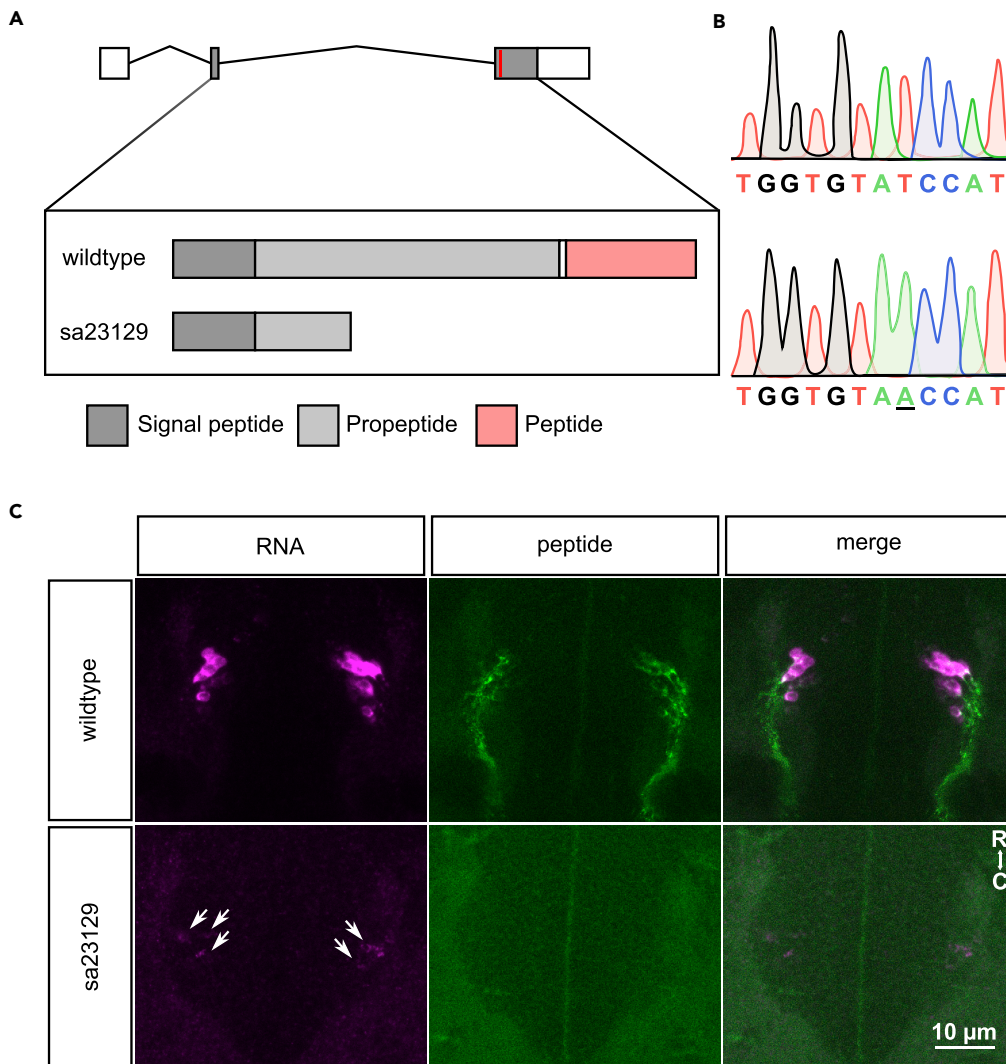 A
B
TGGTGTATCCAT
wildtype
sa23129
TGGTGTAACCAT
Signal peptide
Propeptide
Peptide
C
RNA
peptide
merge
wildtype
sa23129
R
C
10 µm